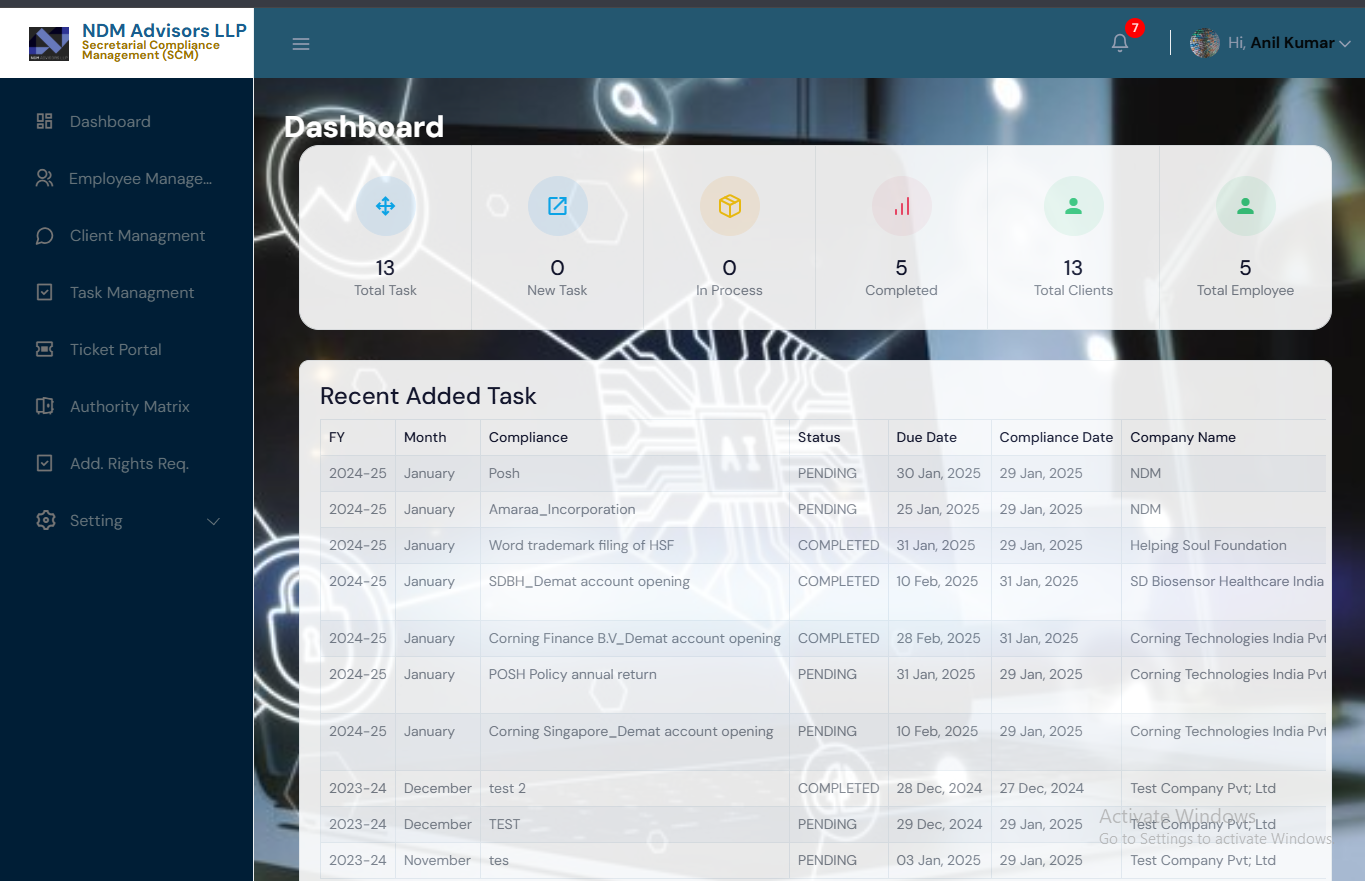 NDM Advisors LLP
Secretarial Compliance
Management (SCM)
7
Hi, Anil Kumar
Dashboard
Employee Manage...
Client Managment
Task Managment
Ticket Portal
Authority Matrix
Add. Rights Req.
Setting
Dashboard
13
Total Task
0
New Task
0
In Process
5
Completed
13
Total Clients
5
Total Employee
Recent Added Task
FY Month Compliance Status Due Date Compliance Date Company Name
2024-25 January Posh PENDING 30 Jan, 2025 29 Jan, 2025 NDM
2024-25 January Amaraa_Incorporation PENDING 25 Jan, 2025 29 Jan, 2025 NDM
2024-25 January Word trademark filing of HSF COMPLETED 31 Jan, 2025 29 Jan, 2025 Helping Soul Foundation
2024-25 January SDBH_Demat account opening COMPLETED 10 Feb, 2025 31 Jan, 2025 SD Biosensor Healthcare India
2024-25 January Corning Finance B.V_Demat account opening COMPLETED 28 Feb, 2025 31 Jan, 2025 Corning Technologies India Pvt
2024-25 January POSH Policy annual return PENDING 31 Jan, 2025 29 Jan, 2025 Corning Technologies India Pvt
2024-25 January Corning Singapore_Demat account opening PENDING 10 Feb, 2025 29 Jan, 2025 Corning Technologies India Pvt
2023-24 December test 2 COMPLETED 28 Dec, 2024 27 Dec, 2024 Test Company Pvt; Ltd
2023-24 December TEST PENDING 29 Dec, 2024 29 Jan, 2025 Test Company Pvt; Ltd
2023-24 November tes PENDING 03 Jan, 2025 29 Jan, 2025 Test Company Pvt; Ltd
AI
Activate Windows
Go to Settings to activate Windows